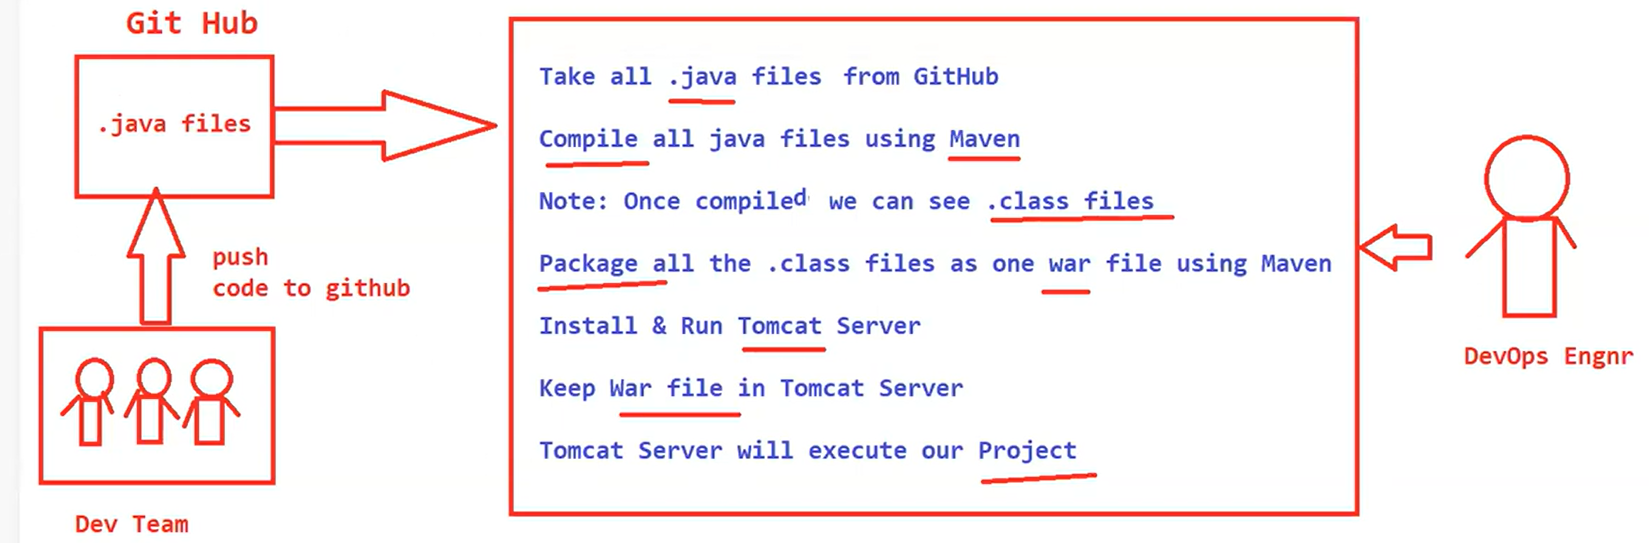 Git Hub
.java files
push
code to github
Dev Team
Take all .java files from GitHub
Compile all java files using Maven
Note: Once compiled we can see .class files
Package all the .class files as one war file using Maven
Install & Run Tomcat Server
Keep War file in Tomcat Server
Tomcat Server will execute our Project
DevOps Engnr